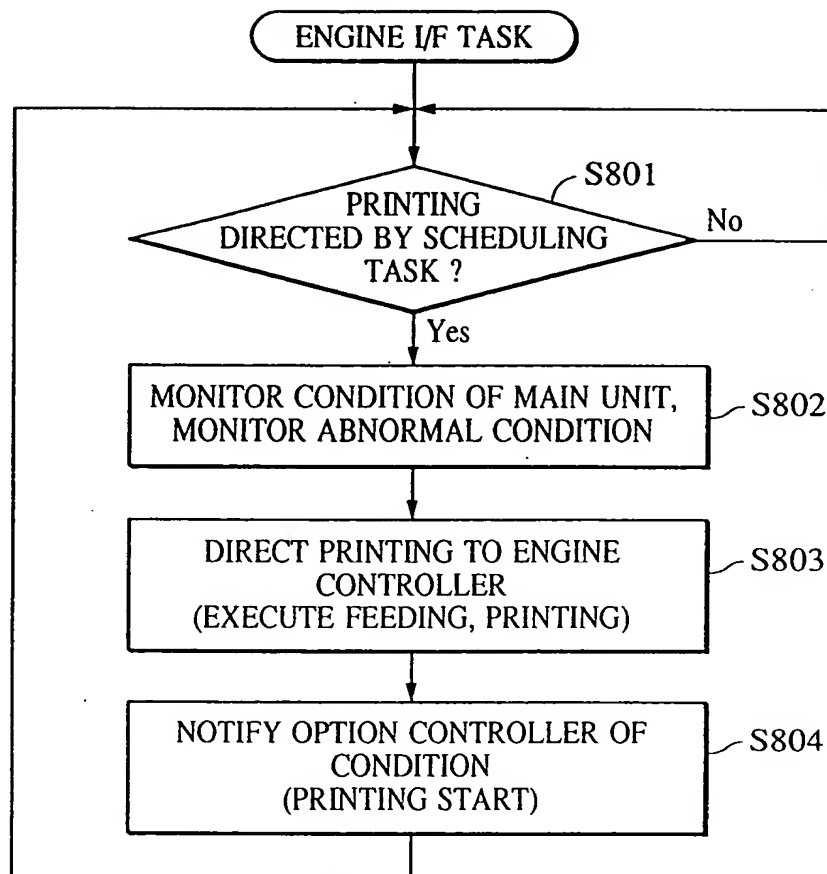 ENGINE I/F TASK
S801
PRINTING
DIRECTED BY SCHEDULING
TASK ?
No
Yes
MONITOR CONDITION OF MAIN UNIT,
MONITOR ABNORMAL CONDITION
S802
DIRECT PRINTING TO ENGINE
CONTROLLER
(EXECUTE FEEDING, PRINTING)
S803
NOTIFY OPTION CONTROLLER OF
CONDITION
(PRINTING START)
S804